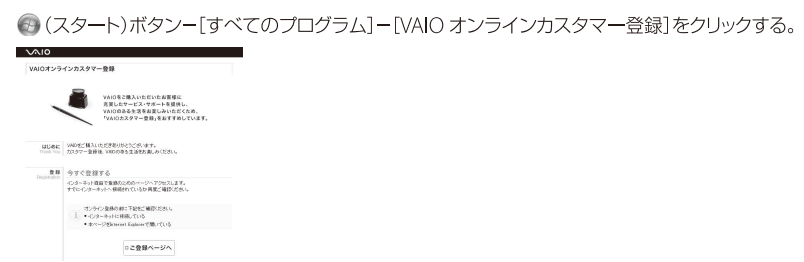 (スタート)ボタン－[すべてのプログラム]－[VAIO オンラインカスタマー登録]をクリックする。
VAIO
VAIOオンラインカスタマー登録
VAIOをご購入いただいたお客様に
充実したサービス・サポートを提供し、
VAIOのある生活をお楽しみいただくため、
「VAIOカスタマー登録」をおすすめしています。
はじめに
Thank You
VAIOをご購入いただきありがとうございます。
カスタマー登録後、VAIOのある生活をお楽しみください。
登録
Registration
今すぐ登録する
インターネット経由で登録のためのページへアクセスします。
すでにインターネットへ接続されているか再度ご確認ください。
オンライン登録の前に下記をご確認ください。
•インターネットに接続している
•本ページをInternet Explorerで開いている
ご登録ページへ